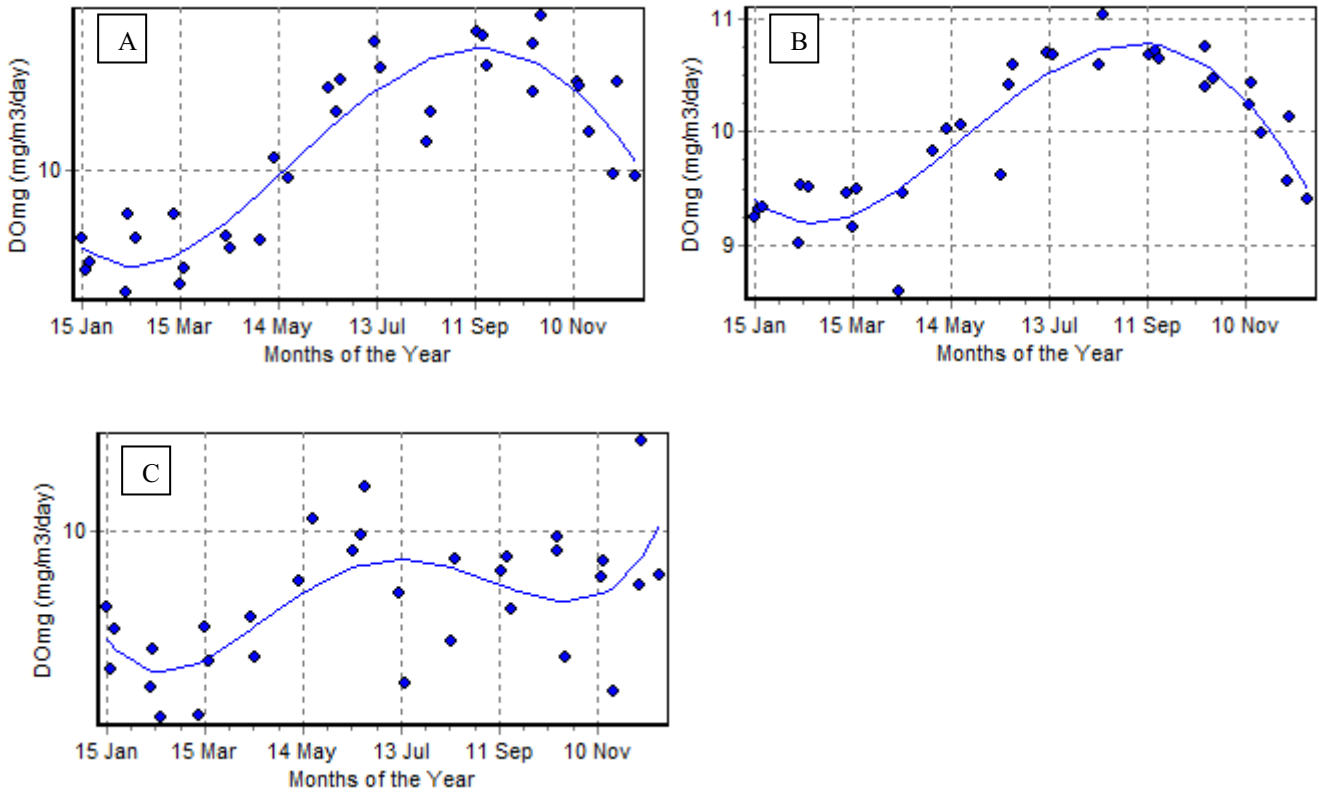 A
DOmg (mg/m3/day)
10
15 Jan 15 Mar 14 May 13 Jul 11 Sep 10 Nov
Months of the Year
B
DOmg (mg/m3/day)
11
10
9
15 Jan 15 Mar 14 May 13 Jul 11 Sep 10 Nov
Months of the Year
C
DOmg (mg/m3/day)
10
15 Jan 15 Mar 14 May 13 Jul 11 Sep 10 Nov
Months of the Year